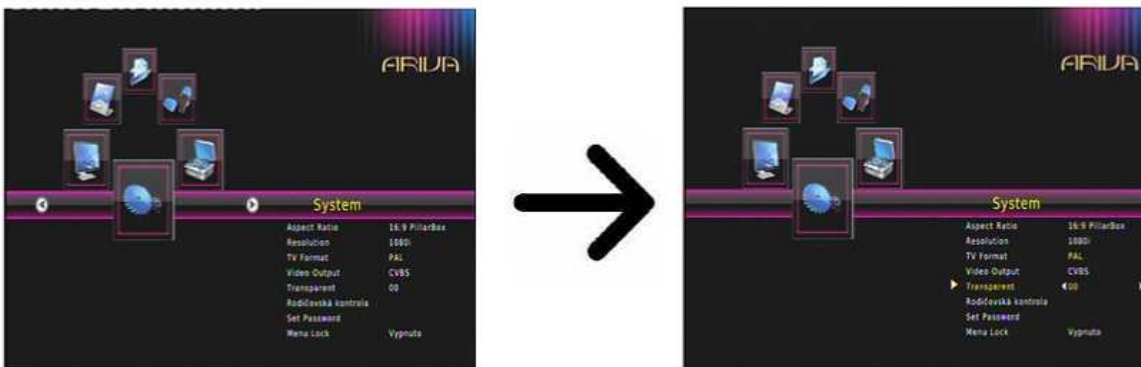 ARIVA
System
Aspect Ratio 16:9 PillarBox
Resolution 1080i
TV Format PAL
Video Output CVBS
Transparent 00
Rodičovská kontrola
Set Password
Menu Lock Vypnuto
ARIVA
System
Aspect Ratio 16:9 PillarBox
Resolution 1080i
TV Format PAL
Video Output CVBS
Transparent 00
Rodičovská kontrola
Set Password
Menu Lock Vypnuto